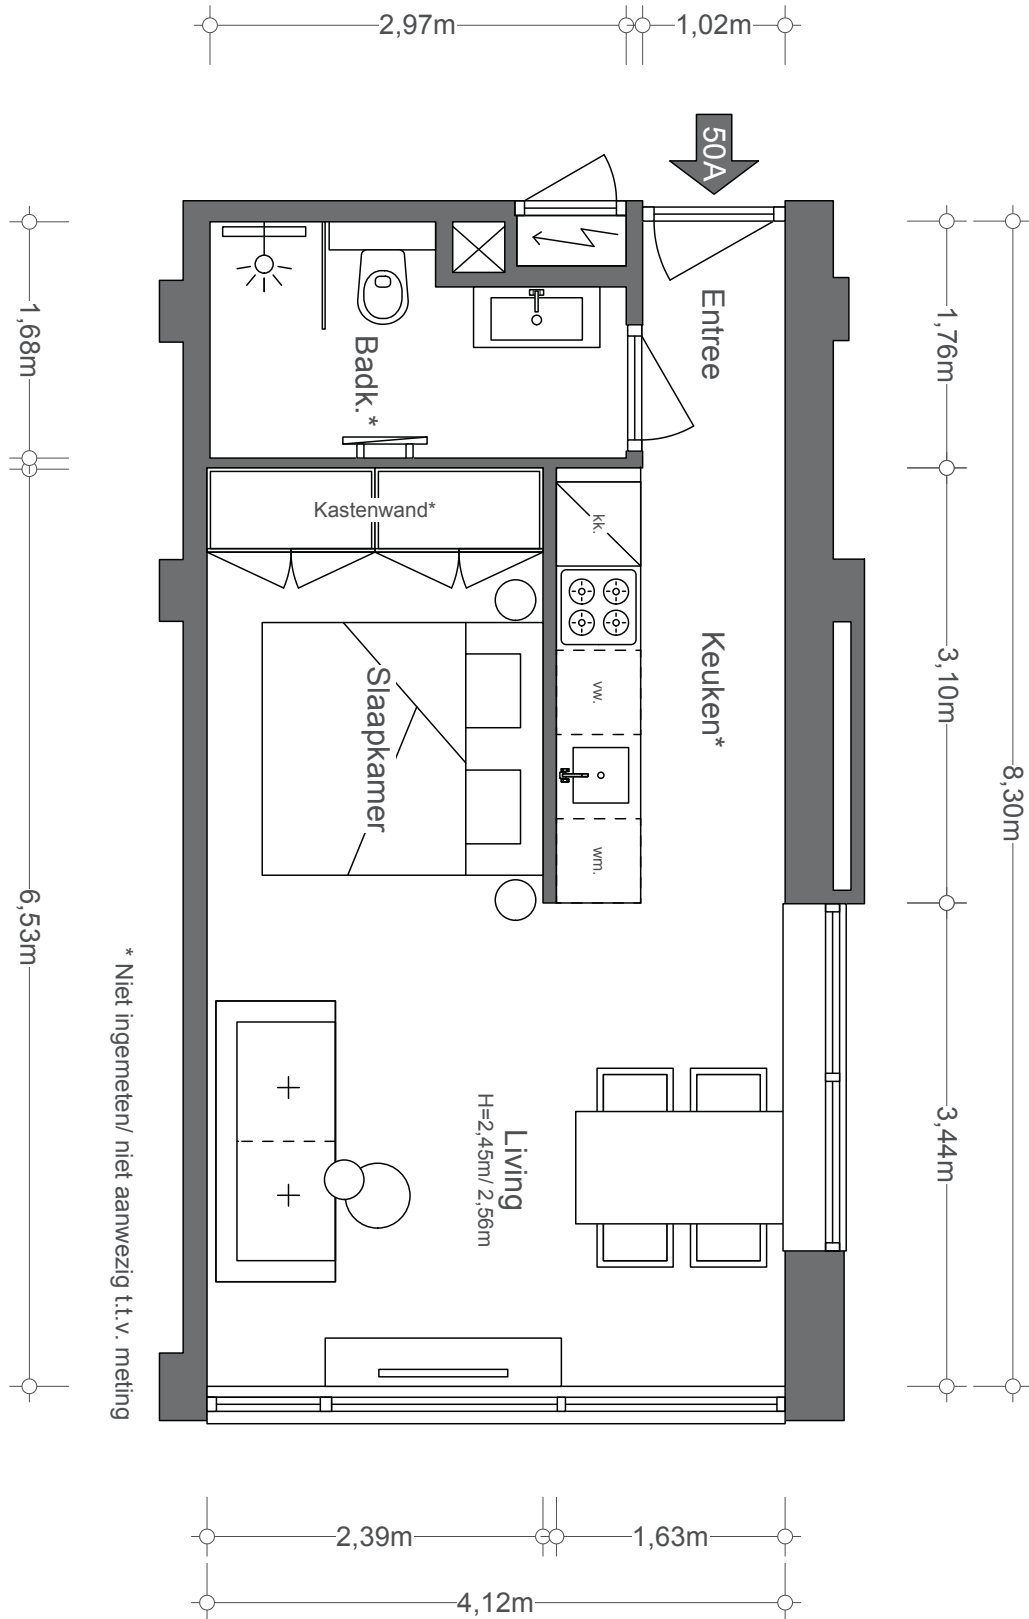 2,97m
1,02m
50A
Entree
Badk.*
1,68m
1,76m
Kastenwand*
kk.
Keuken*
3,10m
vw.
Slaapkamer
8,30m
wm.
6,53m
* Niet ingemeten/ niet aanwezig t.t.v. meting
Living
H=2,45m/ 2,56m
3,44m
2,39m
1,63m
4,12m